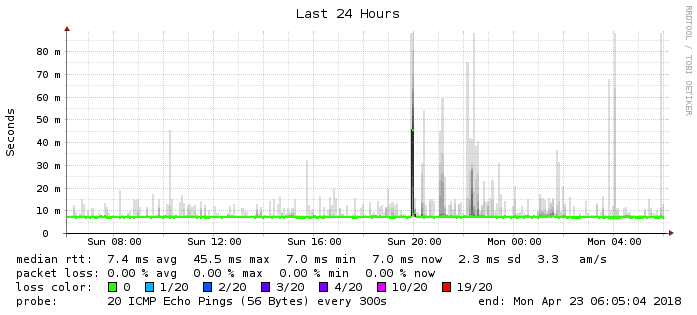 Last 24 Hours
RRDTOOL / TOBI OETIKER
Seconds
80 m
70 m
60 m
50 m
40 m
30 m
20 m
10 m
0
Sun 08:00 Sun 12:00 Sun 16:00 Sun 20:00 Mon 00:00 Mon 04:00
median rtt: 7.4 ms avg 45.5 ms max 7.0 ms min 7.0 ms now 2.3 ms sd 3.3 am/s
packet loss: 0.00 % avg 0.00 % max 0.00 % min 0.00 % now
loss color: 0 1/20 2/20 3/20 4/20 10/20 19/20
probe: 20 ICMP Echo Pings (56 Bytes) every 300s end: Mon Apr 23 06:05:04 2018